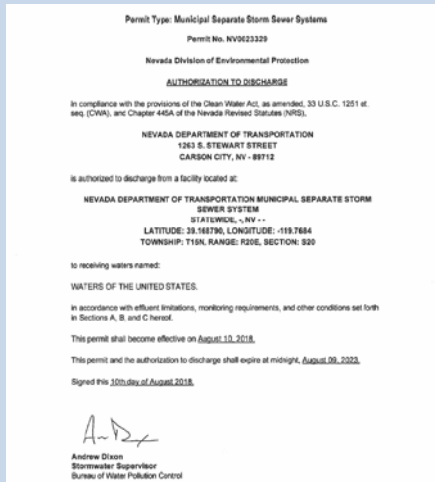 Permit Type: Municipal Separate Storm Sewer Systems
Permit No. NV0023329
Nevada Division of Environmental Protection
AUTHORIZATION TO DISCHARGE
In compliance with the provisions of the Clean Water Act, as amended, 33 U.S.C. 1251 et.
seq. (CWA), and Chapter 445A of the Nevada Revised Statutes (NRS),
NEVADA DEPARTMENT OF TRANSPORTATION
1263 S. STEWART STREET
CARSON CITY, NV - 89712
is authorized to discharge from a facility located at:
NEVADA DEPARTMENT OF TRANSPORTATION MUNICIPAL SEPARATE STORM
SEWER SYSTEM
STATEWIDE, -, NV - -
LATITUDE: 39.168790, LONGITUDE: -119.7684
TOWNSHIP: T15N, RANGE: R20E, SECTION: S20
to receiving waters named:
WATERS OF THE UNITED STATES.
in accordance with effluent limitations, monitoring requirements, and other conditions set forth
in Sections A, B, and C hereof.
This permit shall become effective on August 10, 2018.
This permit and the authorization to discharge shall expire at midnight, August 09, 2023.
Signed this 10th day of August 2018.
Andrew Dixon
Stormwater Supervisor
Bureau of Water Pollution Control